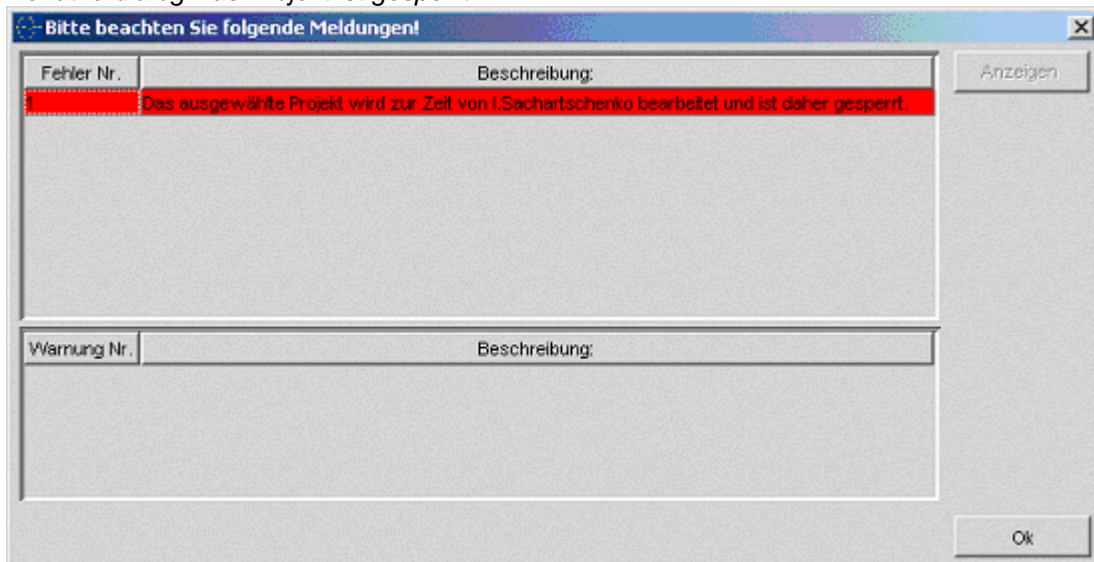 Bitte beachten Sie folgende Meldungen!
Fehler Nr. Beschreibung: Anzeigen
1 Das ausgewählte Projekt wird zur Zeit von I.Sachartschenko bearbeitet und ist daher gesperrt.
Warnung Nr. Beschreibung:
Ok